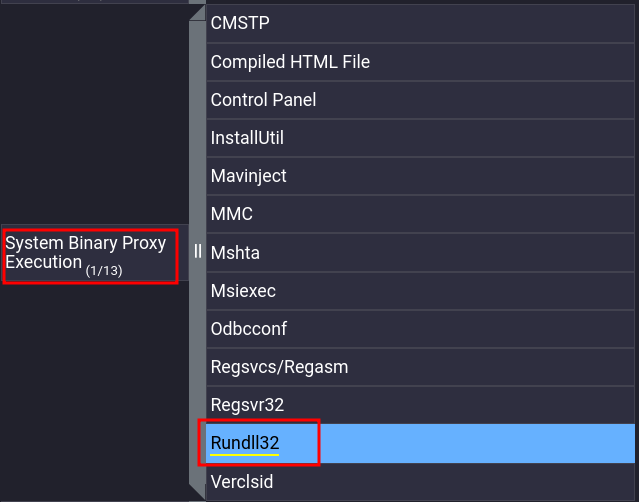 CMSTP
Compiled HTML File
Control Panel
InstallUtil
Mavinject
MMC
System Binary Proxy
Execution (1/13)
Mshta
Msiexec
Odbcconf
Regsvcs/Regasm
Regsvr32
Rundll32
Verclsid